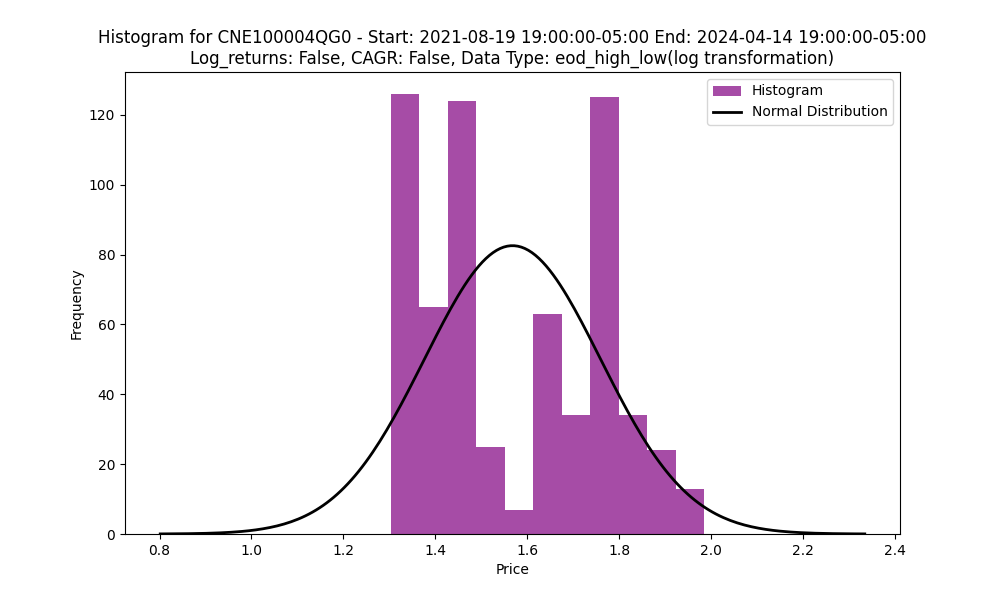 Histogram for CNE100004QG0 - Start: 2021-08-19 19:00:00-05:00 End: 2024-04-14 19:00:00-05:00
Log_returns: False, CAGR: False, Data Type: eod_high_low(log transformation)
Histogram
Normal Distribution
Frequency
120
100
80
60
40
20
0
0.8 1.0 1.2 1.4 1.6 1.8 2.0 2.2 2.4
Price